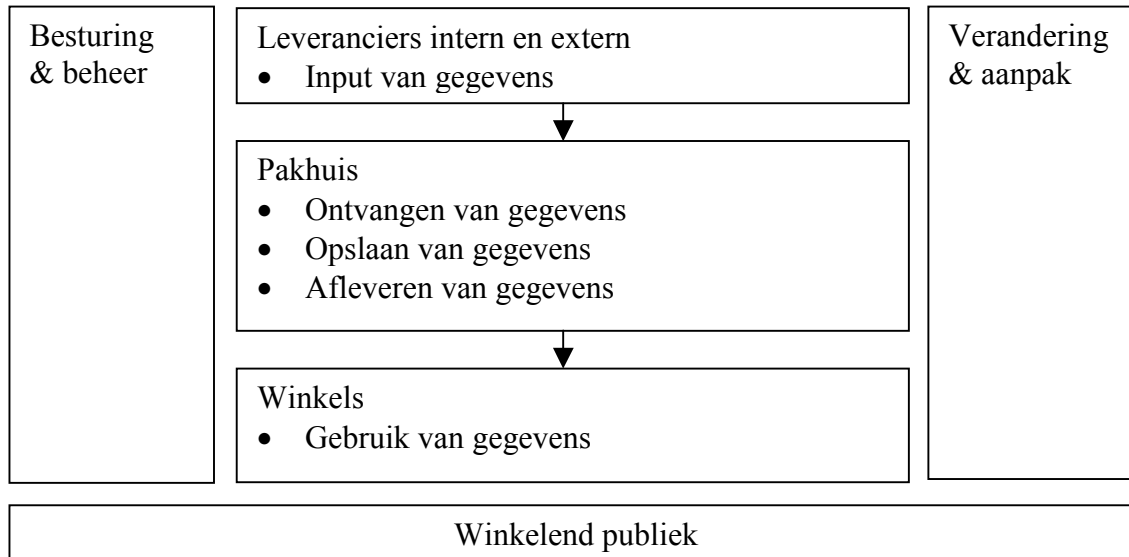 Besturing
& beheer
Leveranciers intern en extern
• Input van gegevens
Pakhuis
• Ontvangen van gegevens
• Opslaan van gegevens
• Afleveren van gegevens
Winkels
• Gebruik van gegevens
Verandering
& aanpak
Winkelend publiek